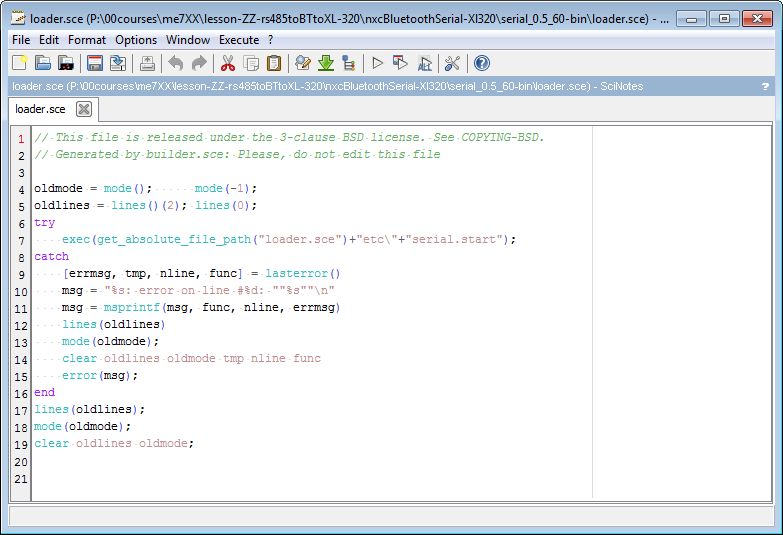 loader.sce (P:\00courses\me7XX\lesson-ZZ-rs485toBTtoXL-320\nxcBluetoothSerial-Xl320\serial_0.5_60-bin\loader.sce) - ...
File Edit Format Options Window Execute ?
loader.sce (P:\00courses\me7XX\lesson-ZZ-rs485toBTtoXL-320\nxcBluetoothSerial-Xl320\serial_0.5_60-bin\loader.sce) - SciNotes ?
loader.sce
1 // This file is released under the 3-clause BSD license. See COPYING-BSD.
2 // Generated by builder.sce: Please, do not edit this file
3
4 oldmode = mode();      mode(-1);
5 oldlines = lines()(2); lines(0);
6 try
7     exec(get_absolute_file_path("loader.sce")+"etc\"+"serial.start");
8 catch
9     [errmsg, tmp, nline, func] = lasterror()
10     msg = "%s: error on line #%d: ""%s""\n"
11     msg = msprintf(msg, func, nline, errmsg)
12     lines(oldlines)
13     mode(oldmode);
14     clear oldlines oldmode tmp nline func
15     error(msg);
16 end
17 lines(oldlines);
18 mode(oldmode);
19 clear oldlines oldmode;
20
21